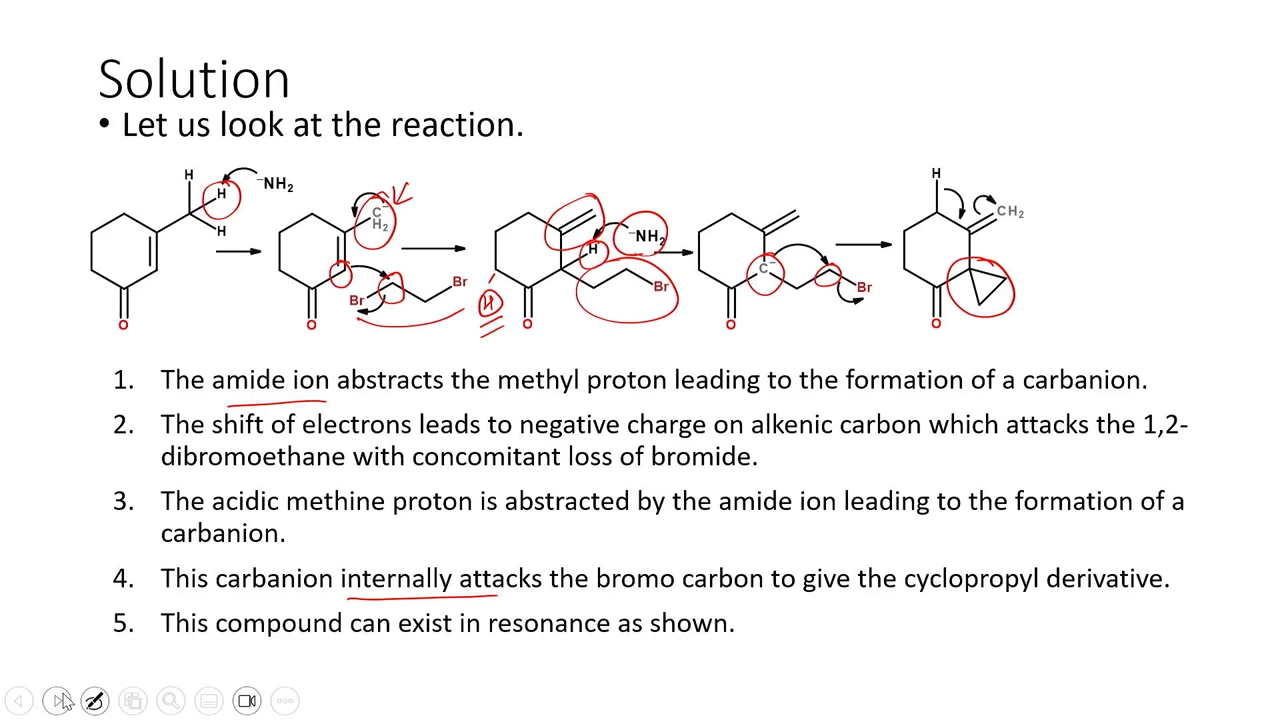 Solution
• Let us look at the reaction.
H
H
H
⁻NH₂
O
C⁻
H₂
Br
Br
O
H
⁻NH₂
Br
H
O
C⁻
Br
O
H
CH₂
O
1. The amide ion abstracts the methyl proton leading to the formation of a carbanion.
2. The shift of electrons leads to negative charge on alkenic carbon which attacks the 1,2-
dibromoethane with concomitant loss of bromide.
3. The acidic methine proton is abstracted by the amide ion leading to the formation of a
carbanion.
4. This carbanion internally attacks the bromo carbon to give the cyclopropyl derivative.
5. This compound can exist in resonance as shown.